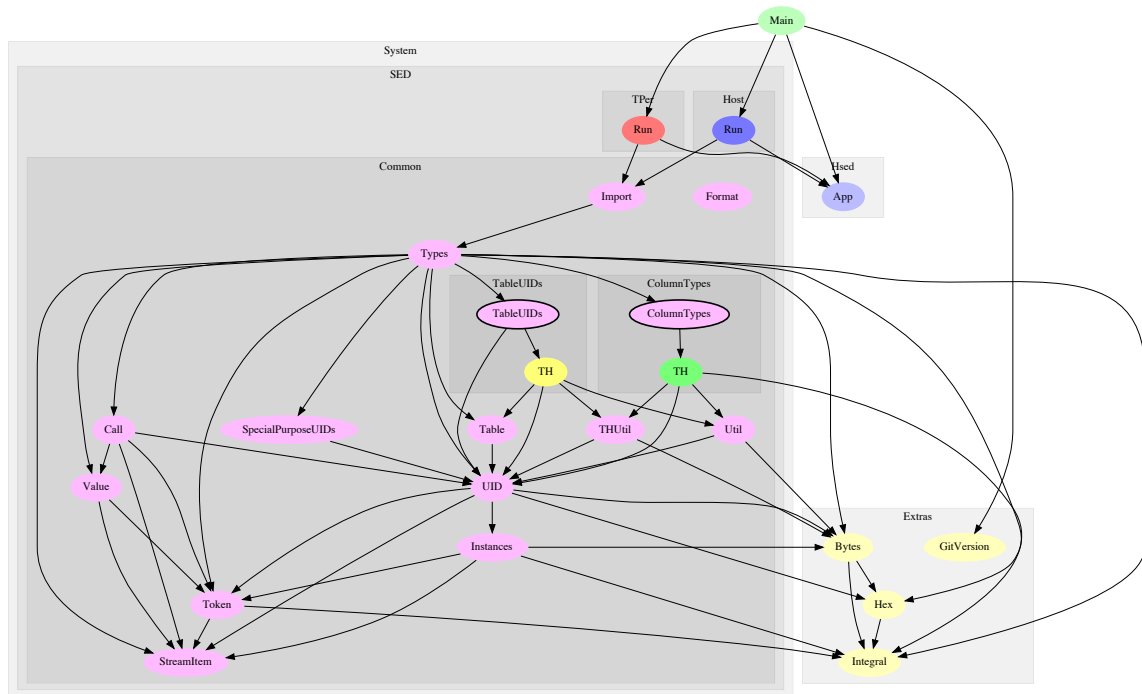 Main
System
SED
TPer
Host
Run
Run
Common
Hsed
Import
Format
App
Types
TableUIDs
ColumnTypes
TableUIDs
ColumnTypes
TH
TH
Call
SpecialPurposeUIDs
Table
THUtil
Util
Value
UID
Extras
Instances
Bytes
GitVersion
Token
Hex
StreamItem
Integral